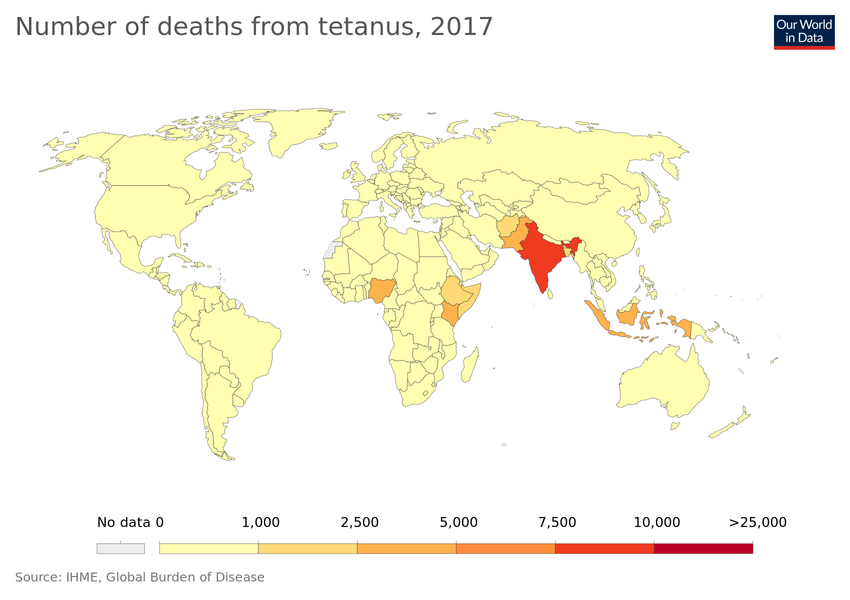 Number of deaths from tetanus, 2017
Our World
in Data
No data 0 1,000 2,500 5,000 7,500 10,000 >25,000
Source: IHME, Global Burden of Disease